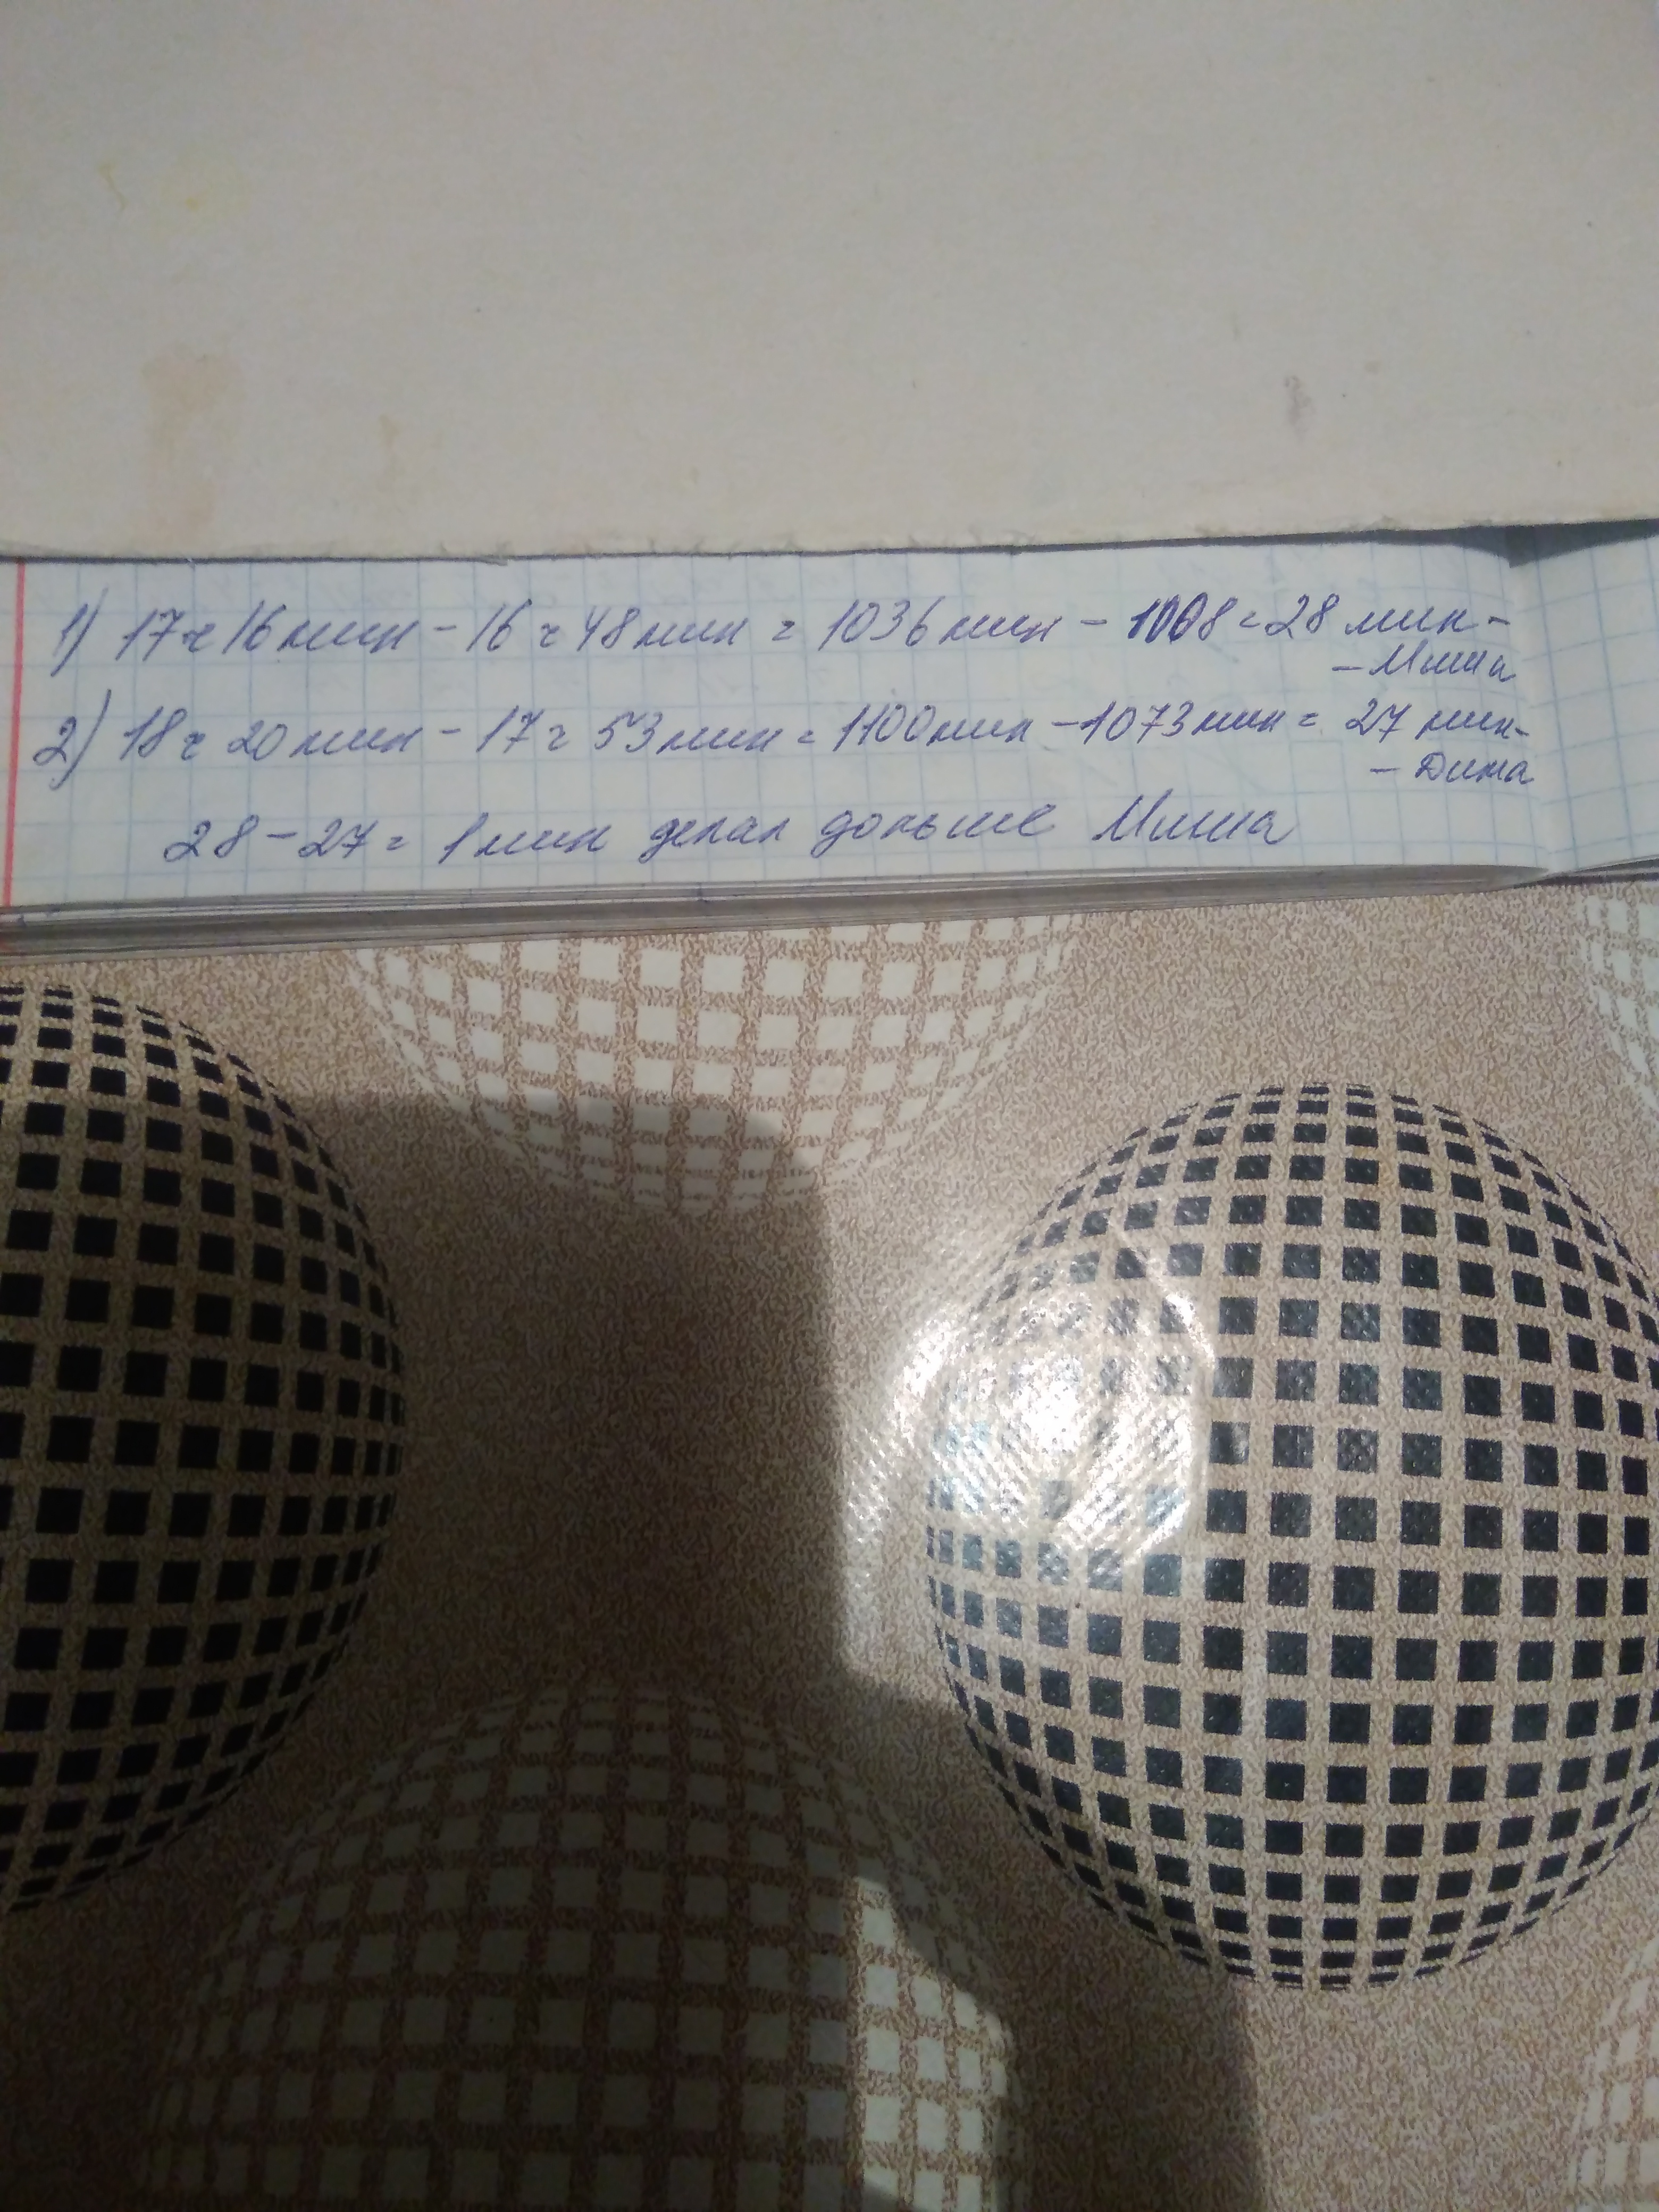 1) 17 ч 16 мин - 16 ч 48 мин = 1036 мин - 1008 = 28 мин -
- Миша
2) 18 ч 20 мин - 17 ч 53 мин = 1100 мин - 1073 мин = 27 мин -
- Дима
28 - 27 = 1 мин делал дольше Миша